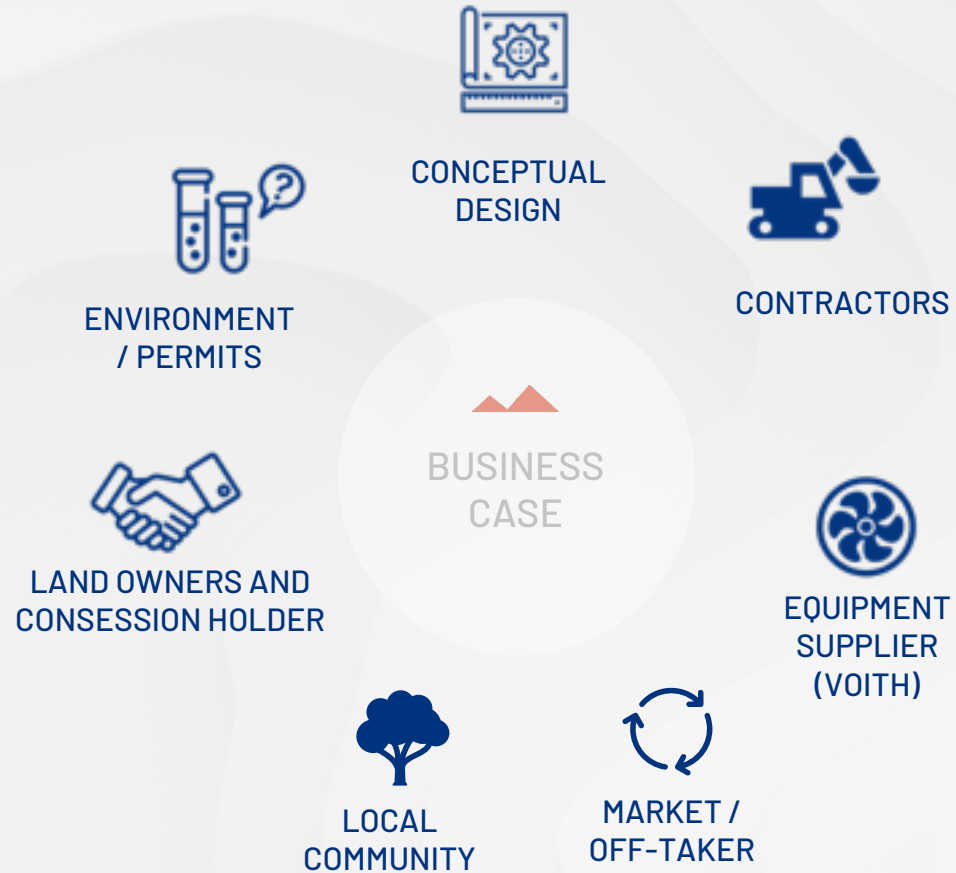 CONCEPTUAL
DESIGN
CONTRACTORS
ENVIRONMENT
/ PERMITS
?
BUSINESS
CASE
LAND OWNERS AND
CONSESSION HOLDER
EQUIPMENT
SUPPLIER
(VOITH)
LOCAL
COMMUNITY
MARKET /
OFF-TAKER